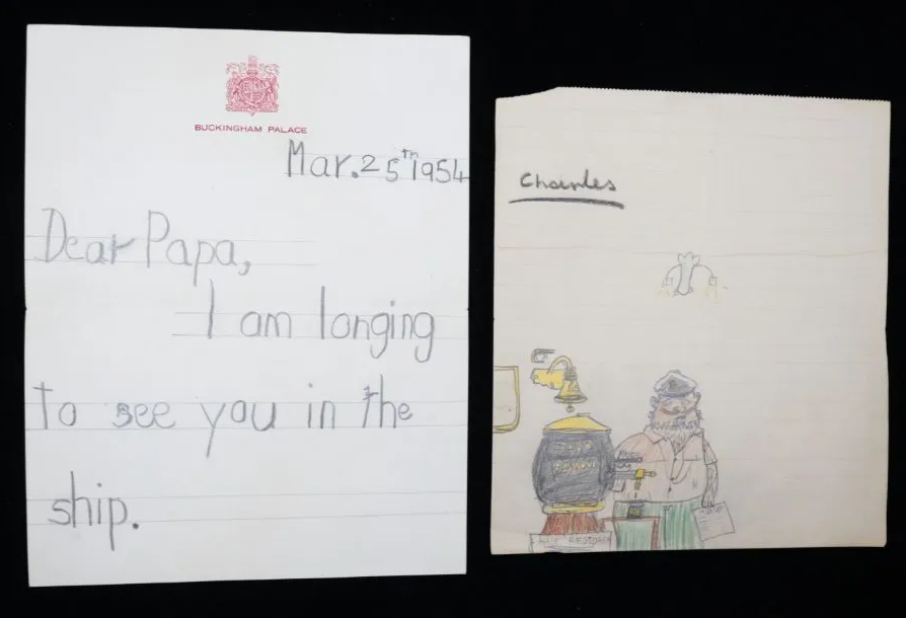 BUCKINGHAM PALACE
Mar. 25th 1954
Dear Papa,
I am longing
to see you in the
ship.
Charles